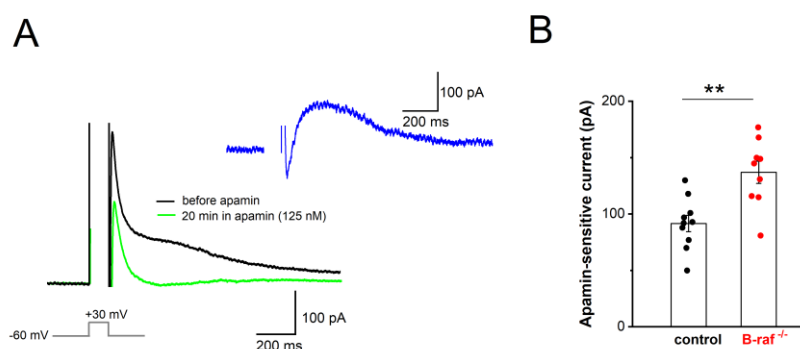 A
100 pA
200 ms
before apamin
20 min in apamin (125 nM)
+30 mV
-60 mV
100 pA
200 ms
B
**
Apamin-sensitive current (pA)
200
100
0
control
B-raf -/-